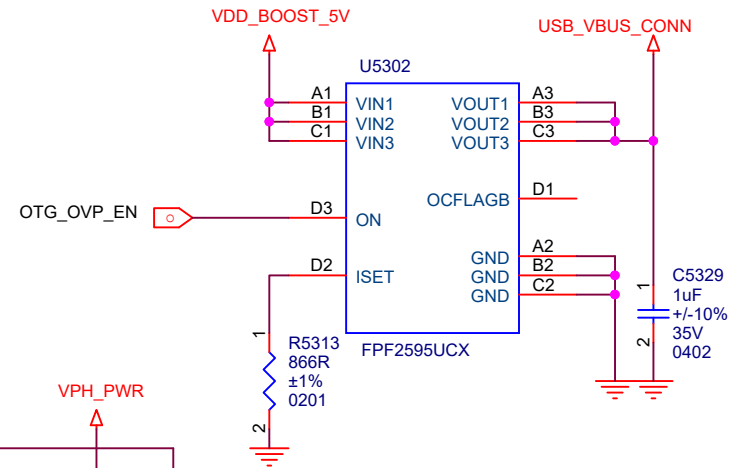 VDD_BOOST_5V
USB_VBUS_CONN
U5302
A1
VIN1
VOUT1
A3
B1
VIN2
VOUT2
B3
C1
VIN3
VOUT3
C3
OCFLAGB
D1
OTG_OVP_EN
D3
ON
GND
A2
D2
ISET
GND
B2
GND
C2
1
C5329
1uF
+/-10%
35V
0402
2
1
R5313
866R
±1%
0201
2
FPF2595UCX
VPH_PWR